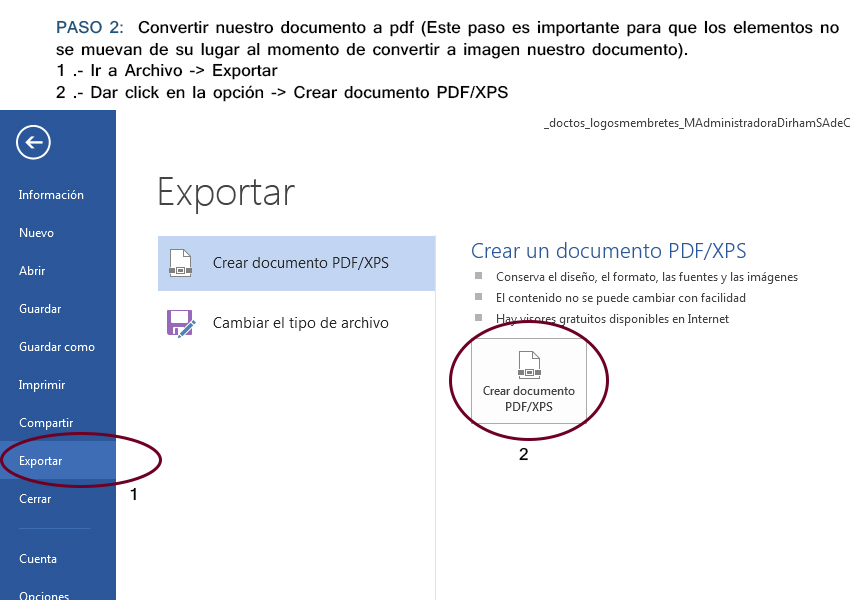 PASO 2: Convertir nuestro documento a pdf (Este paso es importante para que los elementos no
se muevan de su lugar al momento de convertir a imagen nuestro documento).
1 .- Ir a Archivo -> Exportar
2 .- Dar click en la opción -> Crear documento PDF/XPS
_doctos_logosmembretes_MAdministradoraDirhamSAdeC
Información
Nuevo
Abrir
Guardar
Guardar como
Imprimir
Compartir
Exportar
Cerrar
Cuenta
Opciones
1
Exportar
Crear documento PDF/XPS
Cambiar el tipo de archivo
Crear un documento PDF/XPS
Conserva el diseño, el formato, las fuentes y las imágenes
El contenido no se puede cambiar con facilidad
Hay visores gratuitos disponibles en Internet
Crear documento
PDF/XPS
2